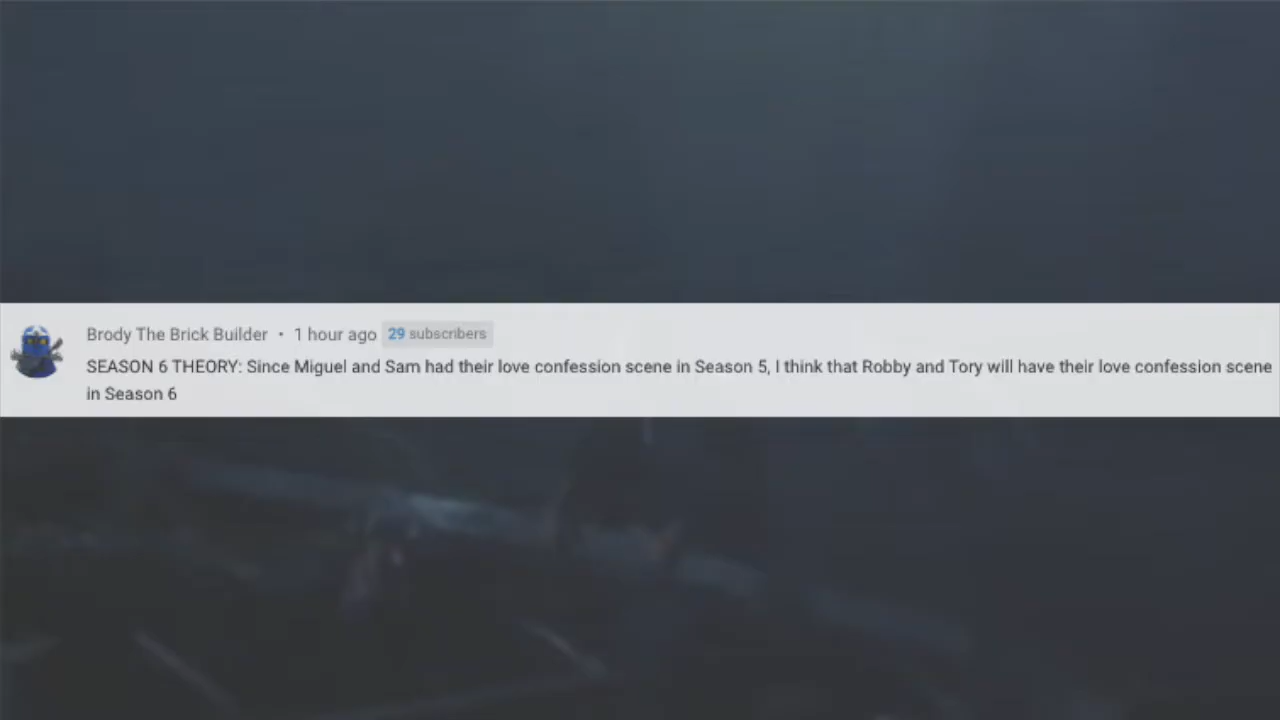 Brody The Brick Builder • 1 hour ago 29 subscribers
SEASON 6 THEORY: Since Miguel and Sam had their love confession scene in Season 5, I think that Robby and Tory will have their love confession scene
in Season 6